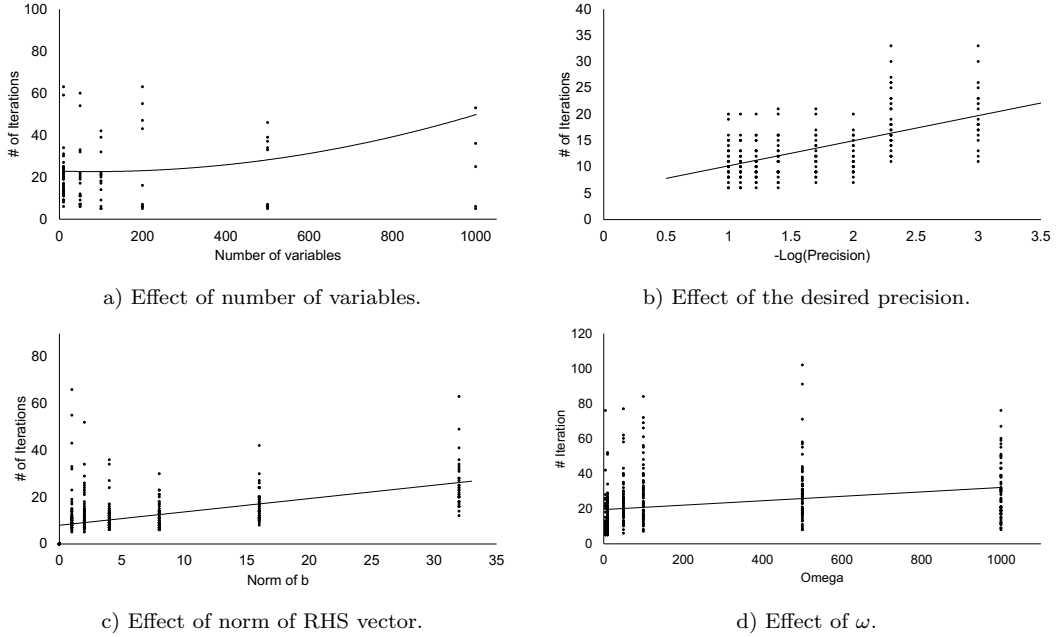 # of Iterions
100
80
60
40
20
0
0 200 400 600 800 1000
Number of variables
a) Effect of number of variables.
# of Iterations
40
35
30
25
20
15
10
5
0
0 0.5 1 1.5 2 2.5 3 3.5
-Log(Precision)
b) Effect of the desired precision.
# of Iterations
80
60
40
20
0
0 5 10 15 20 25 30 35
Norm of b
c) Effect of norm of RHS vector.
# Iteration
120
100
80
60
40
20
0
0 200 400 600 800 1000
Omega
d) Effect of ω.